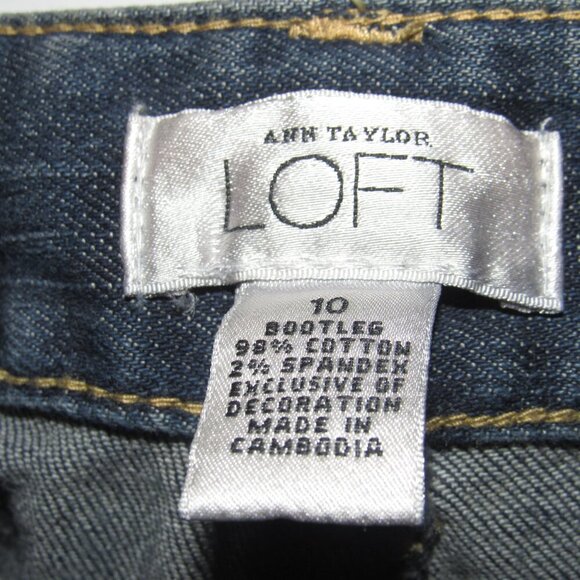 ANN TAYLOR
LOFT
10
BOOTLEG
98% COTTON
2% SPANDEX
EXCLUSIVE OF
DECORATION
MADE IN
CAMBODIA